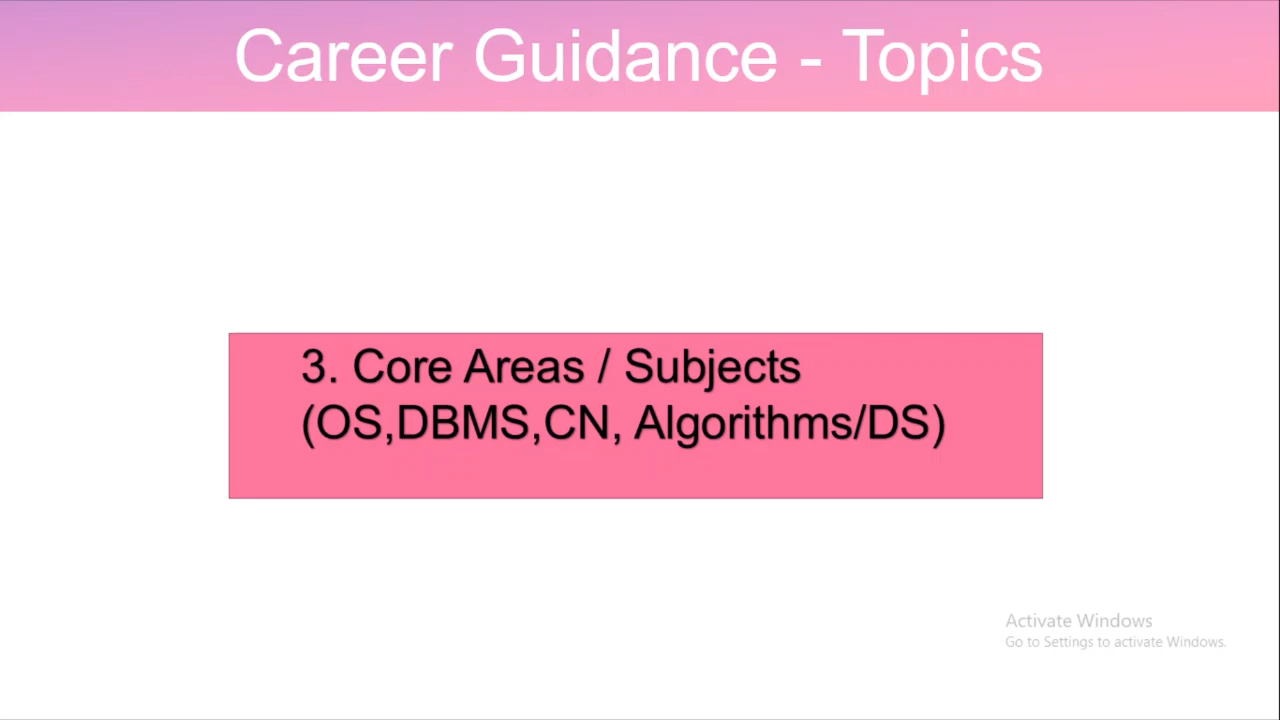 Career Guidance - Topics
3. Core Areas / Subjects
(OS,DBMS,CN, Algorithms/DS)
Activate Windows
Go to Settings to activate Windows.